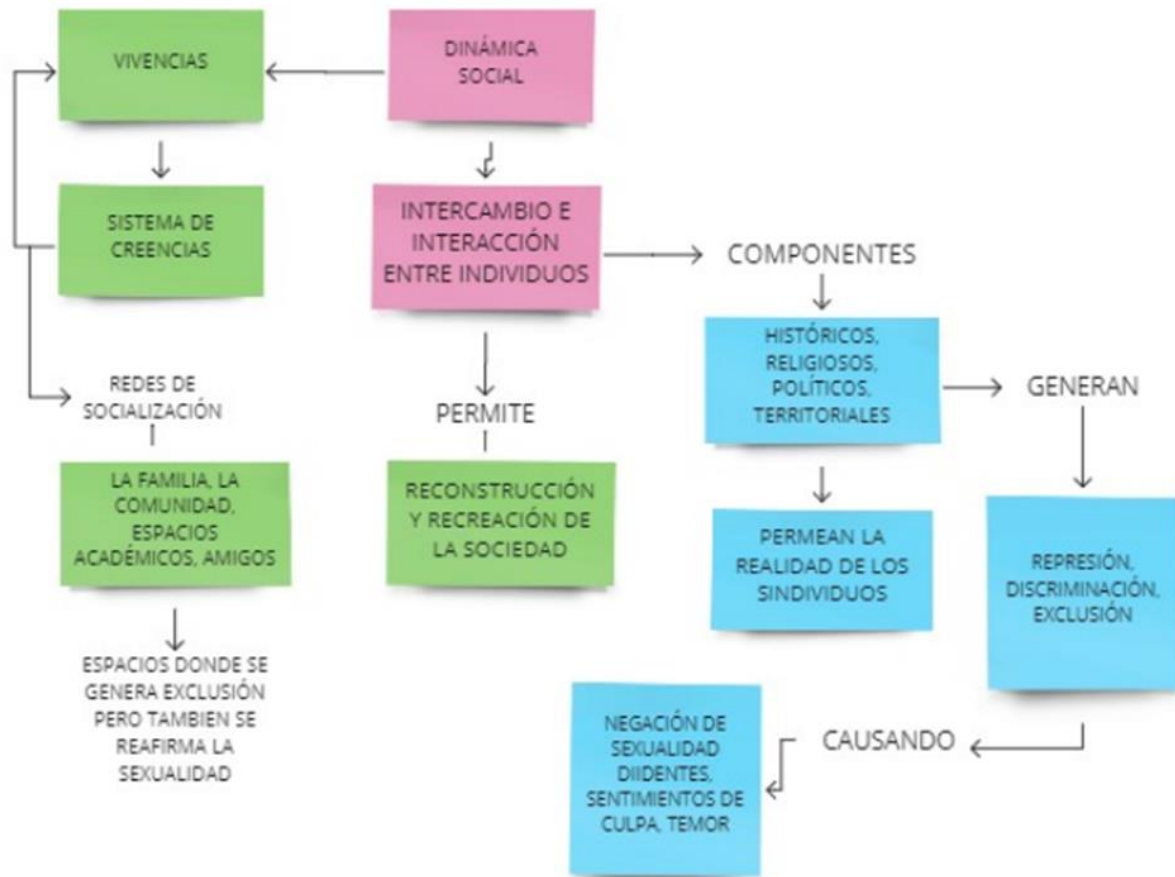 VIVENCIAS
DINÁMICA
SOCIAL
SISTEMA DE
CREENCIAS
INTERCAMBIO E
INTERACCIÓN
ENTRE INDIVIDUOS
COMPONENTES
HISTÓRICOS,
RELIGIOSOS,
POLÍTICOS,
TERRITORIALES
GENERAN
REDES DE
SOCIALIZACIÓN
PERMITE
LA FAMILIA, LA
COMUNIDAD,
ESPACIOS
ACADÉMICOS, AMIGOS
RECONSTRUCCIÓN
Y RECREACIÓN DE
LA SOCIEDAD
PERMEAN LA
REALIDAD DE LOS
SINDIVIDUOS
REPRESIÓN,
DISCRIMINACIÓN,
EXCLUSIÓN
ESPACIOS DONDE SE
GENERA EXCLUSIÓN
PERO TAMBIEN SE
REAFIRMA LA
SEXUALIDAD
CAUSANDO
NEGACIÓN DE
SEXUALIDAD
DIIDENTES,
SENTIMIENTOS DE
CULPA, TEMOR